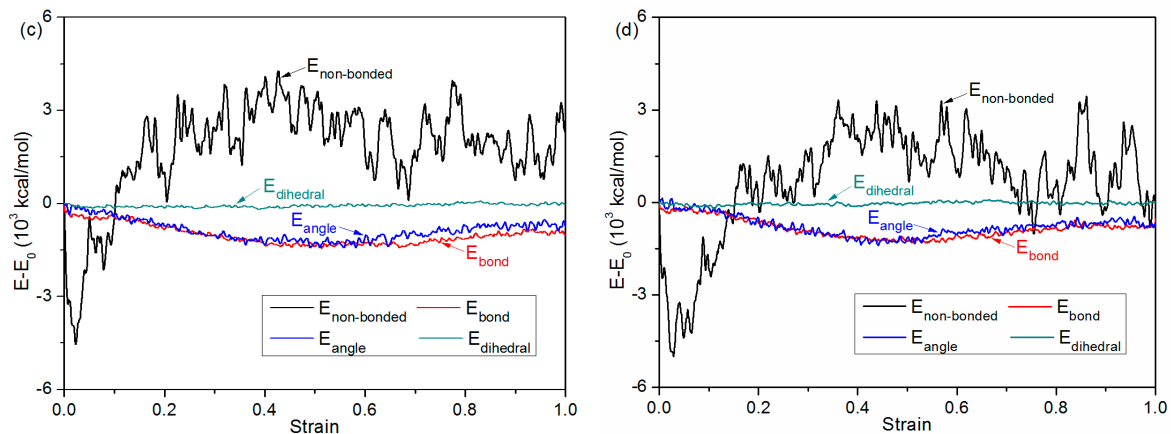 (c)
6
3
0
-3
-6
E-E0 (10³ kcal/mol)
Enon-bonded
Edihedral
Eangle
Ebond
Enon-bonded Ebond
Eangle Edihedral
0.0 0.2 0.4 0.6 0.8 1.0
Strain
(d)
6
3
0
-3
-6
E-E0 (10³ kcal/mol)
Enon-bonded
Edihedral
Eangle
Ebond
Enon-bonded Ebond
Eangle Edihedral
0.0 0.2 0.4 0.6 0.8 1.0
Strain